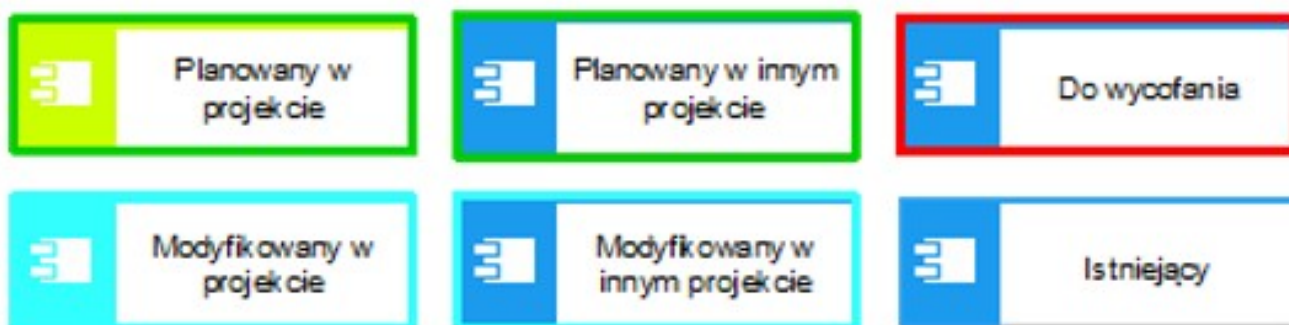 Planowany w
projekcie
Planowany w innym
projekcie
Do wycofania
Modyfikowany w
projekcie
Modyfikowany w
innym projekcie
Istniejący